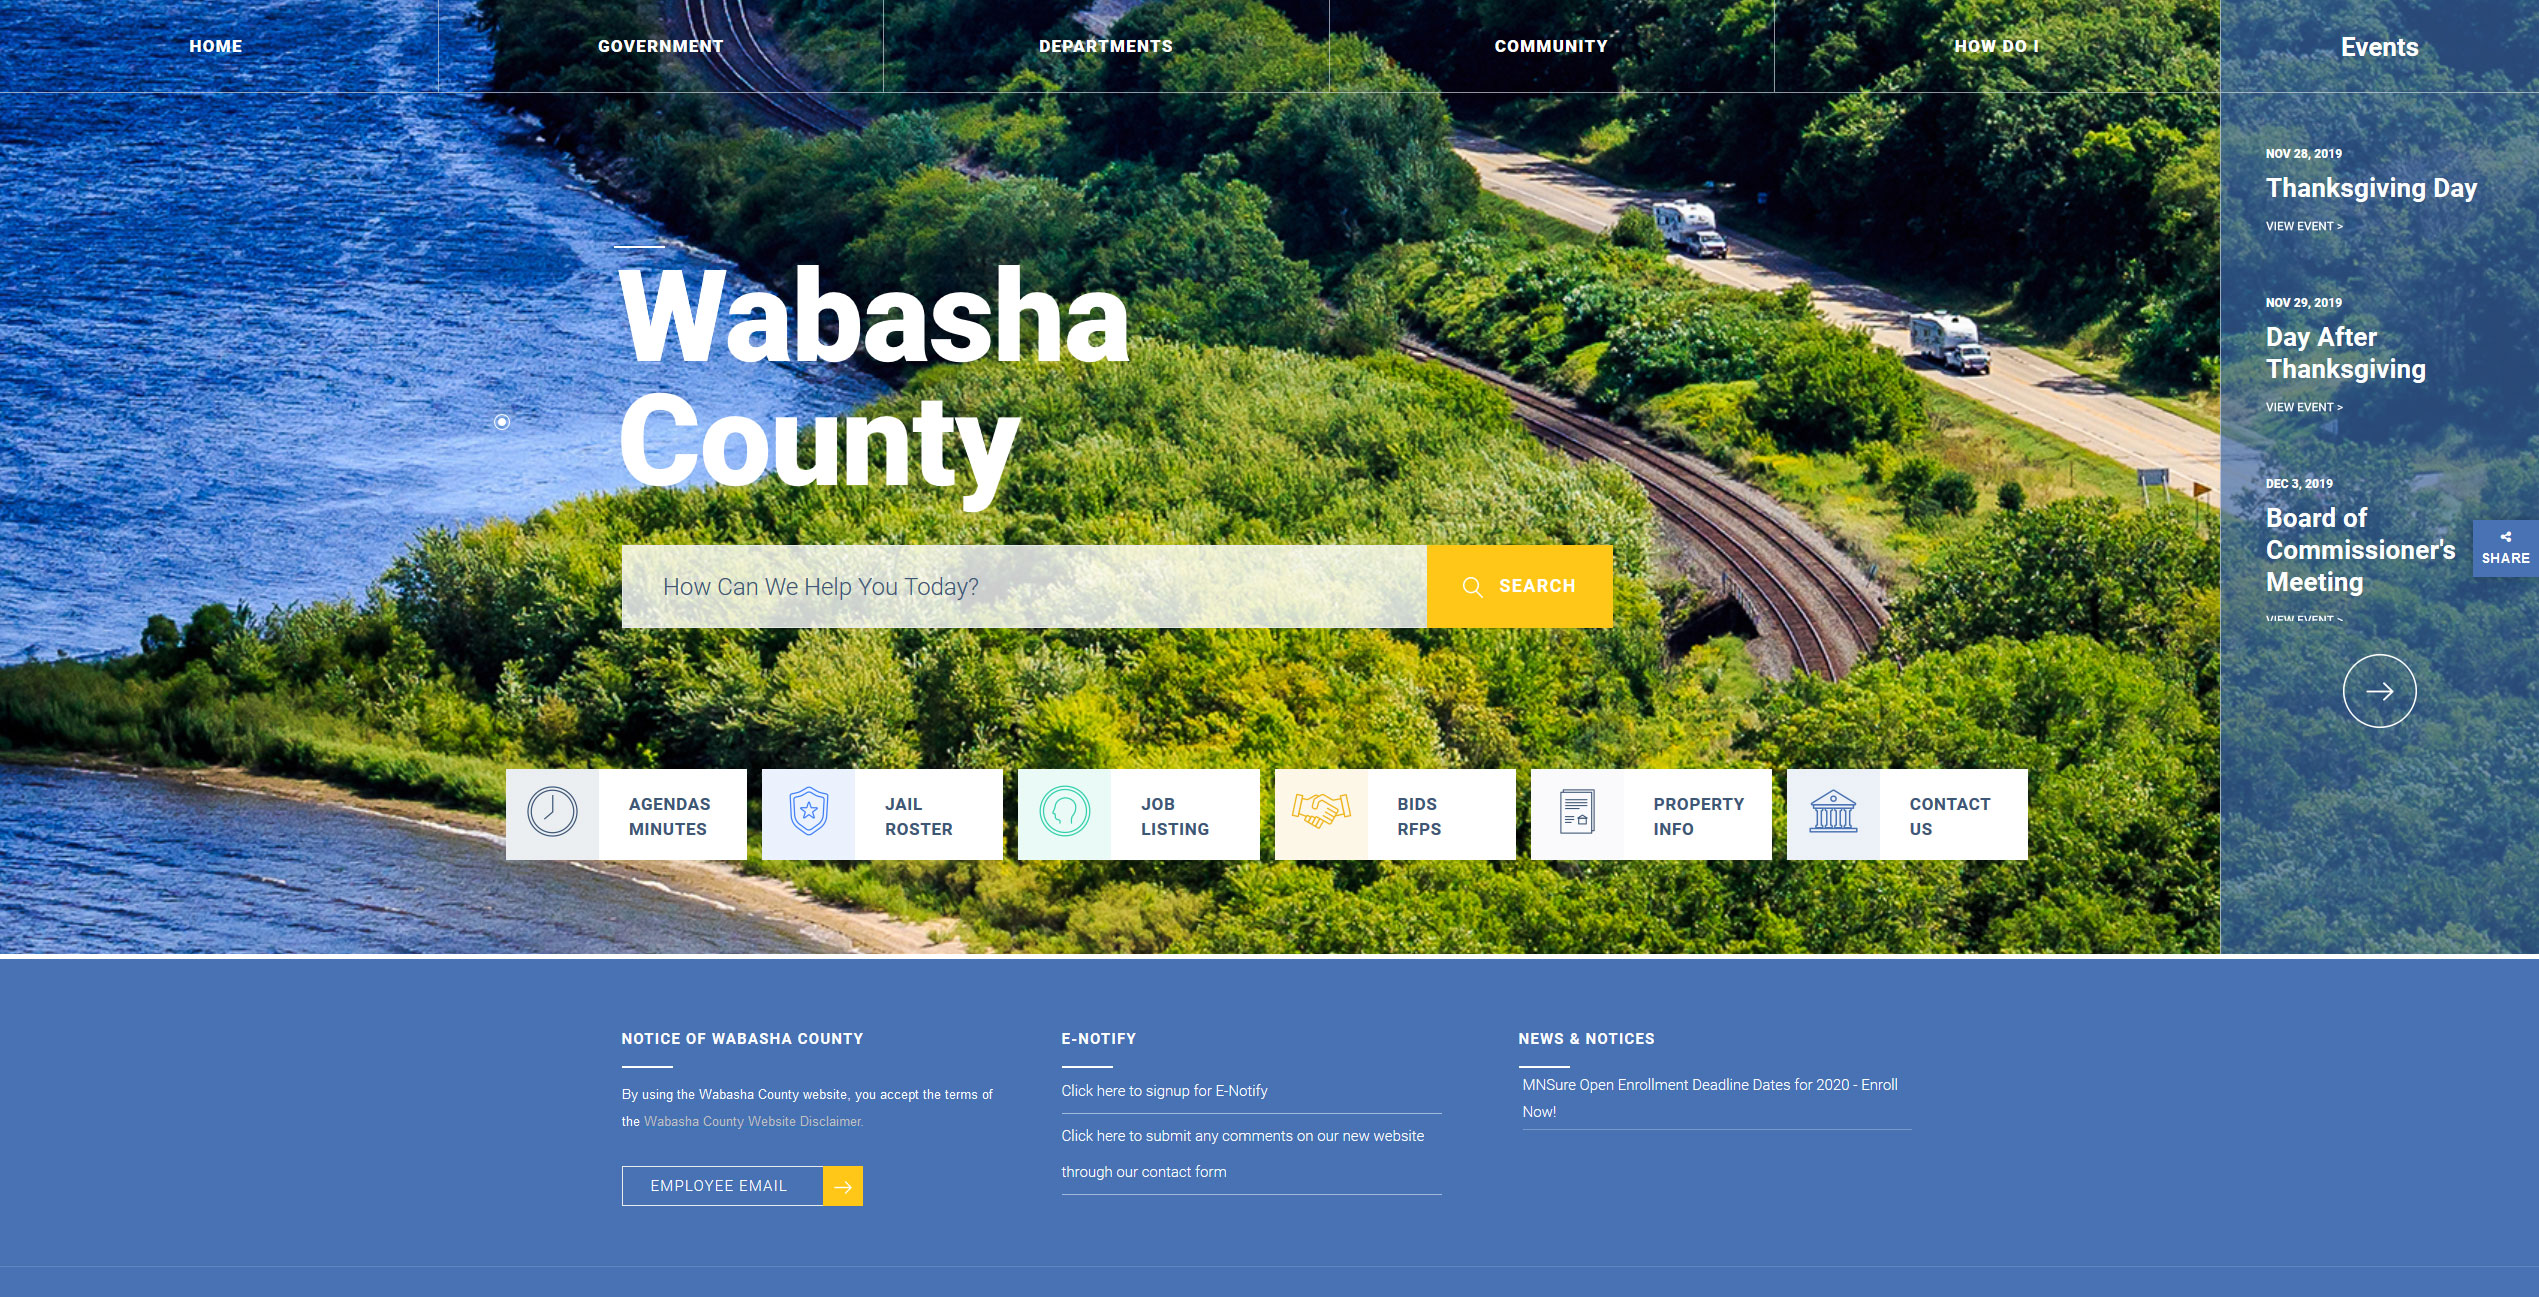 HOME
GOVERNMENT
DEPARTMENTS
COMMUNITY
HOW DO I
Events
NOV 28, 2019
Thanksgiving Day
VIEW EVENT >
NOV 29, 2019
Day After
Thanksgiving
VIEW EVENT >
DEC 3, 2019
Board of
Commissioner's
Meeting
VIEW EVENT >
SHARE
Wabasha
County
How Can We Help You Today?
SEARCH
AGENDAS
MINUTES
JAIL
ROSTER
JOB
LISTING
BIDS
RFPS
PROPERTY
INFO
CONTACT
US
NOTICE OF WABASHA COUNTY
By using the Wabasha County website, you accept the terms of
the Wabasha County Website Disclaimer.
EMPLOYEE EMAIL
E-NOTIFY
Click here to signup for E-Notify
Click here to submit any comments on our new website
through our contact form
NEWS & NOTICES
MNSure Open Enrollment Deadline Dates for 2020 - Enroll
Now!